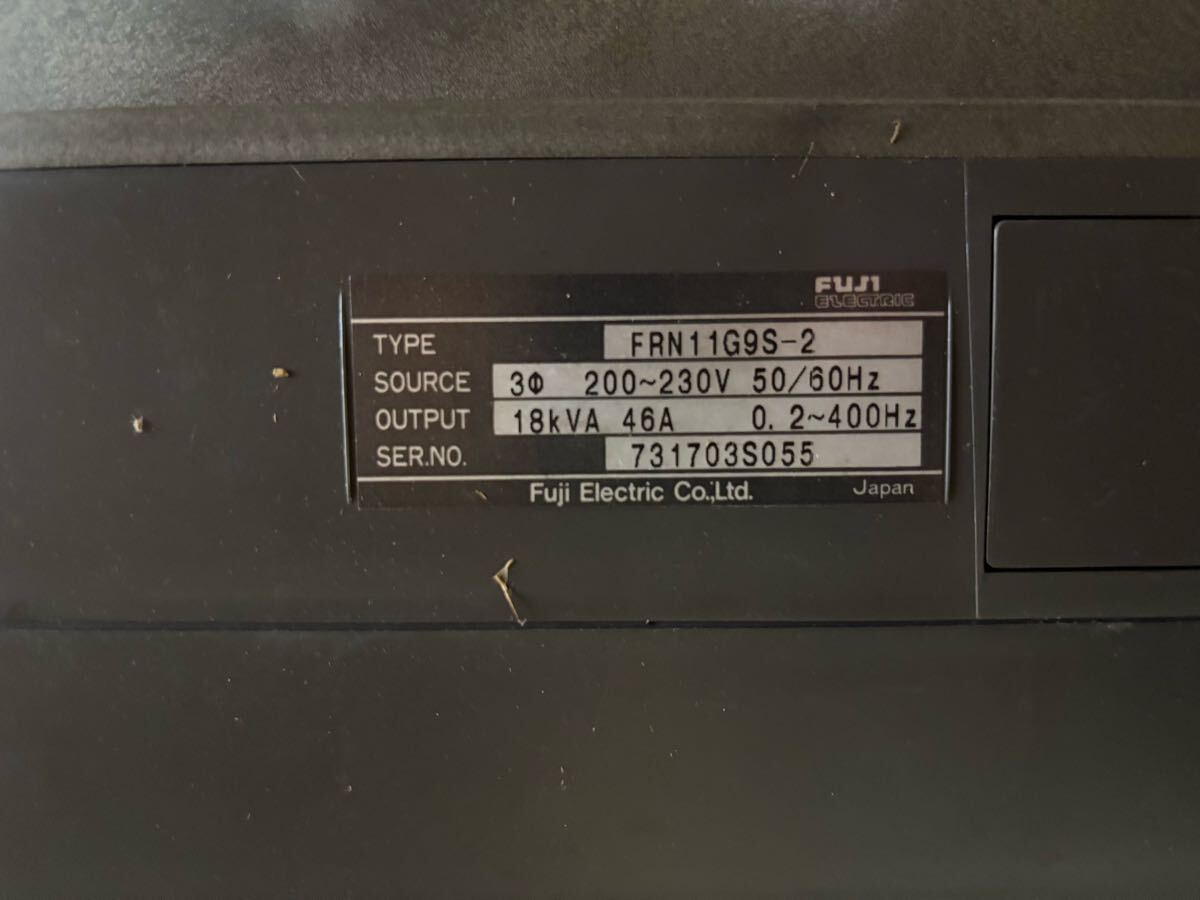 FUJI
ELECTRIC
TYPE FRN11G9S-2
SOURCE 3Φ 200~230V 50/60Hz
OUTPUT 18kVA 46A 0.2~400Hz
SER.NO. 731703S055
Fuji Electric Co.,Ltd. Japan